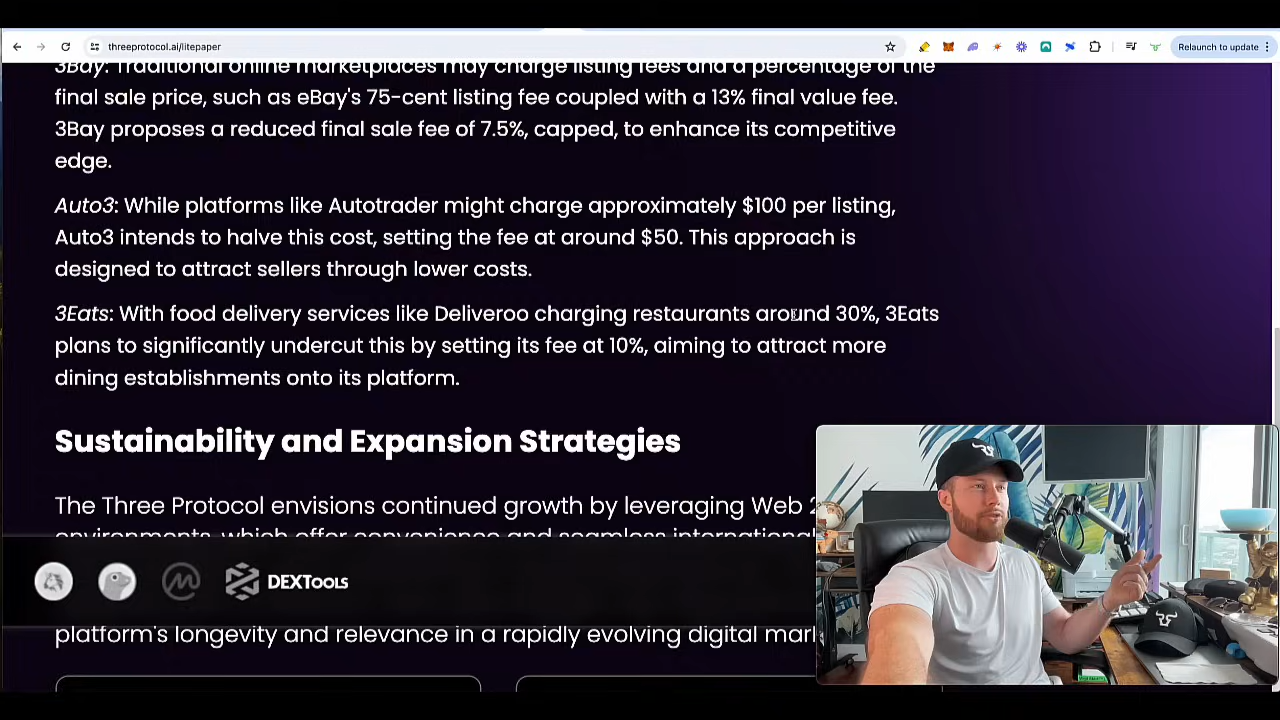 threeprotocol.ai/litepaper
Relaunch to update
3Bay: Traditional online marketplaces may charge listing fees and a percentage of the
final sale price, such as eBay's 75-cent listing fee coupled with a 13% final value fee.
3Bay proposes a reduced final sale fee of 7.5%, capped, to enhance its competitive
edge.
Auto3: While platforms like Autotrader might charge approximately $100 per listing,
Auto3 intends to halve this cost, setting the fee at around $50. This approach is
designed to attract sellers through lower costs.
3Eats: With food delivery services like Deliveroo charging restaurants around 30%, 3Eats
plans to significantly undercut this by setting its fee at 10%, aiming to attract more
dining establishments onto its platform.
Sustainability and Expansion Strategies
The Three Protocol envisions continued growth by leveraging Web
environments, which offer convenience and seamless international
DEXTools
platform's longevity and relevance in a rapidly evolving digital